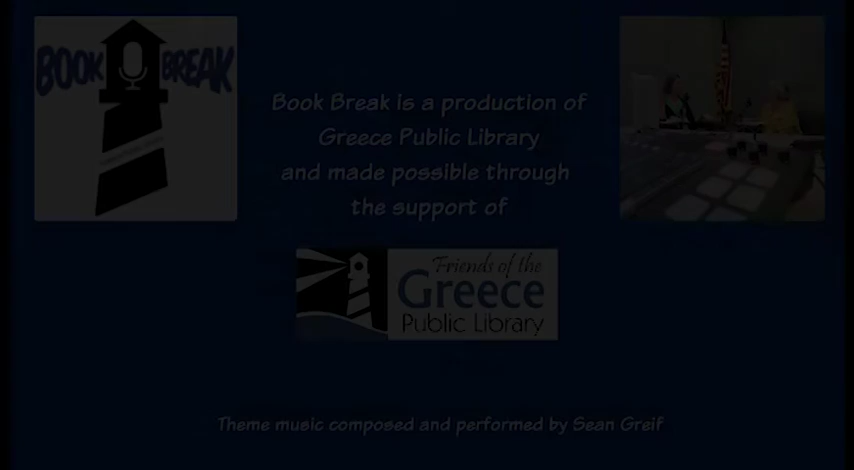 BOOK BREAK
Book Break is a production of
Greece Public Library
and made possible through
the support of
Friends of the
Greece
Public Library
Theme music composed and performed by Sean Greif